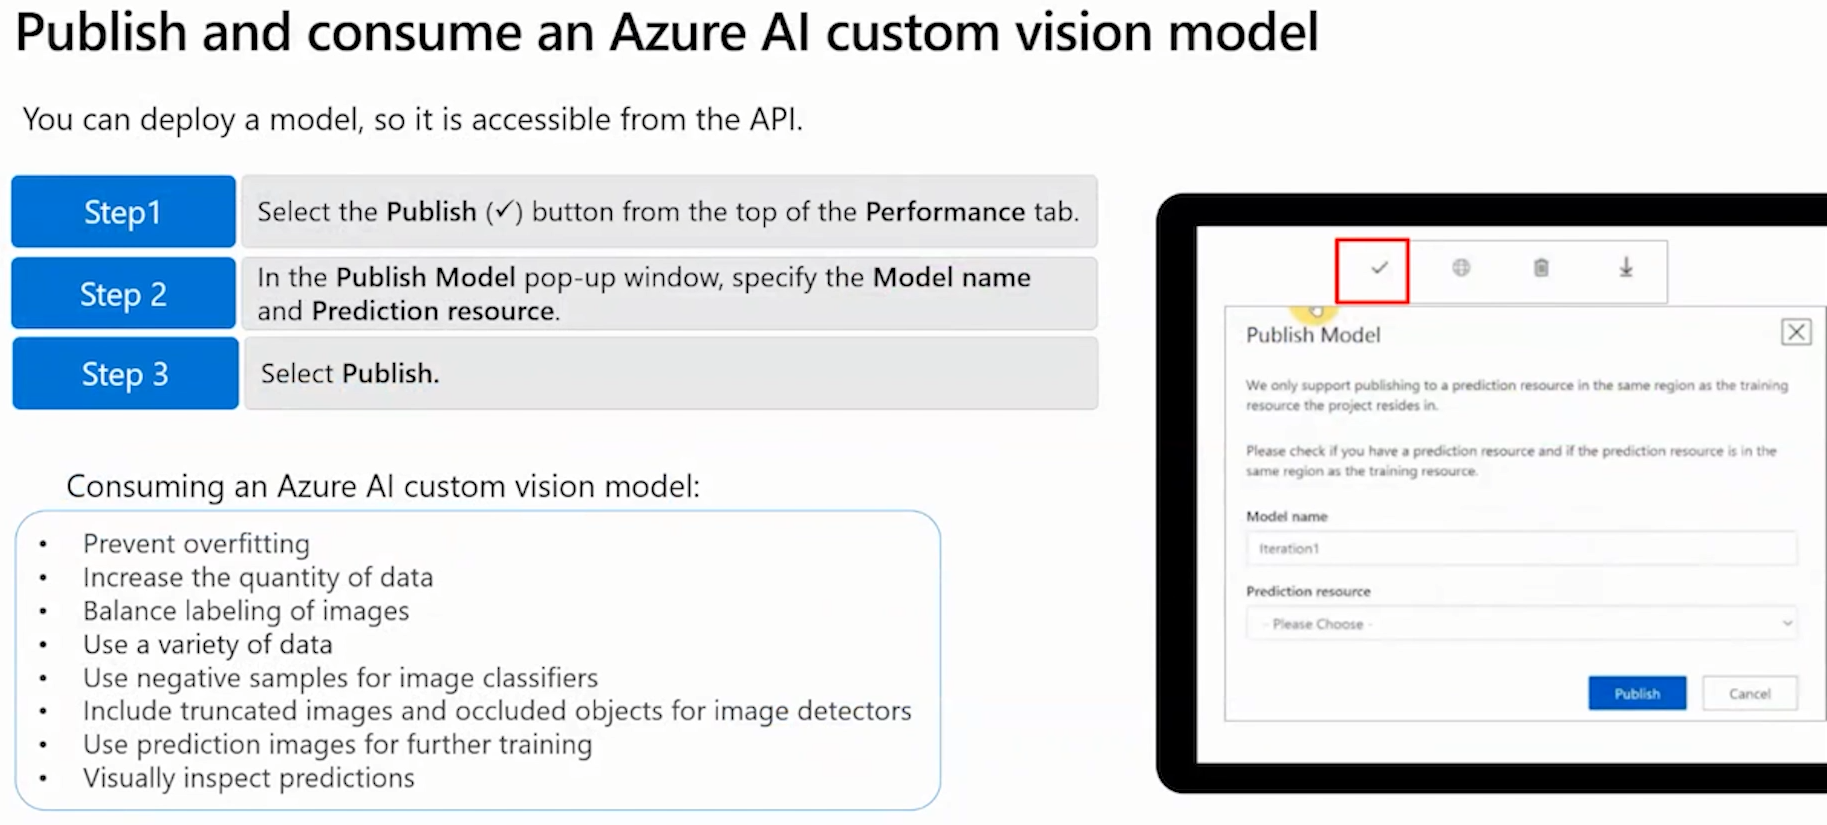 Publish and consume an Azure AI custom vision model
You can deploy a model, so it is accessible from the API.
Step1
Select the Publish (✓) button from the top of the Performance tab.
Step 2
In the Publish Model pop-up window, specify the Model name
and Prediction resource.
Step 3
Select Publish.
Consuming an Azure AI custom vision model:
• Prevent overfitting
• Increase the quantity of data
• Balance labeling of images
• Use a variety of data
• Use negative samples for image classifiers
• Include truncated images and occluded objects for image detectors
• Use prediction images for further training
• Visually inspect predictions
Publish Model
We only support publishing to a prediction resource in the same region as the training
resource the project resides in.
Please check if you have a prediction resource and if the prediction resource is in the
same region as the training resource.
Model name
Iteration1
Prediction resource
- Please Choose -
Publish
Cancel